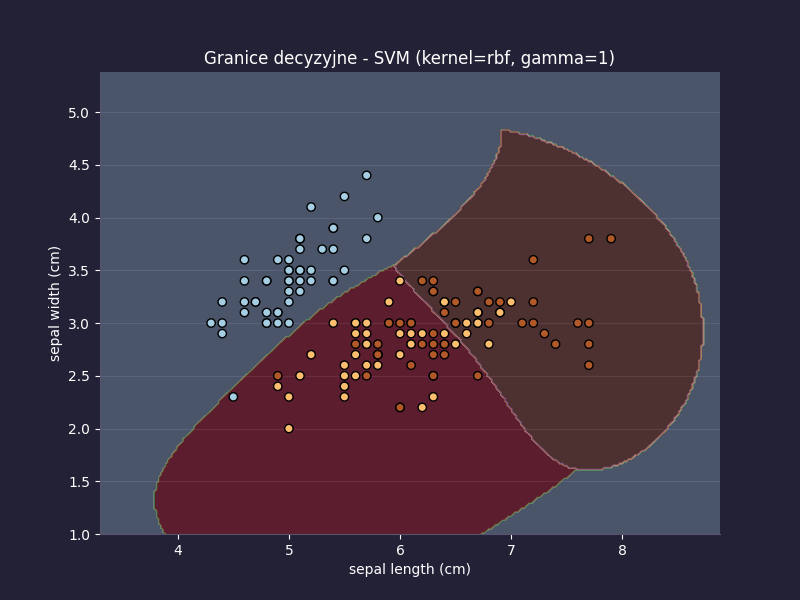 Granice decyzyjne - SVM (kernel=rbf, gamma=1)
5.0
4.5
4.0
3.5
3.0
2.5
2.0
1.5
1.0
sepal width (cm)
4 5 6 7 8
sepal length (cm)